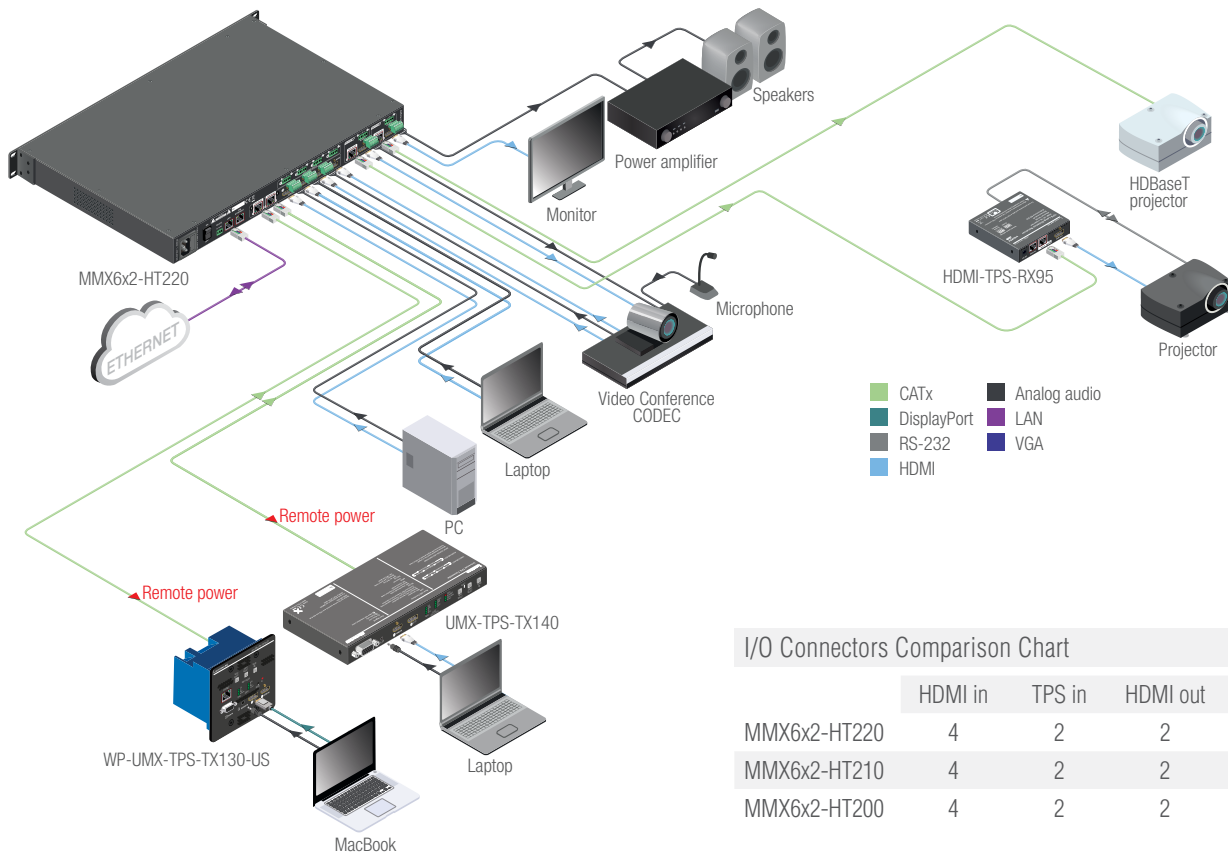 Speakers
Power amplifier
Monitor
HDBaseT
projector
HDMI-TPS-RX95
Projector
MMX6x2-HT220
ETHERNET
Microphone
Video Conference
CODEC
Laptop
PC
CATx
DisplayPort
RS-232
HDMI
Analog audio
LAN
VGA
Remote power
Remote power
UMX-TPS-TX140
WP-UMX-TPS-TX130-US
Laptop
MacBook
I/O Connectors Comparison Chart
HDMI in TPS in HDMI out
MMX6x2-HT220 4 2 2
MMX6x2-HT210 4 2 2
MMX6x2-HT200 4 2 2